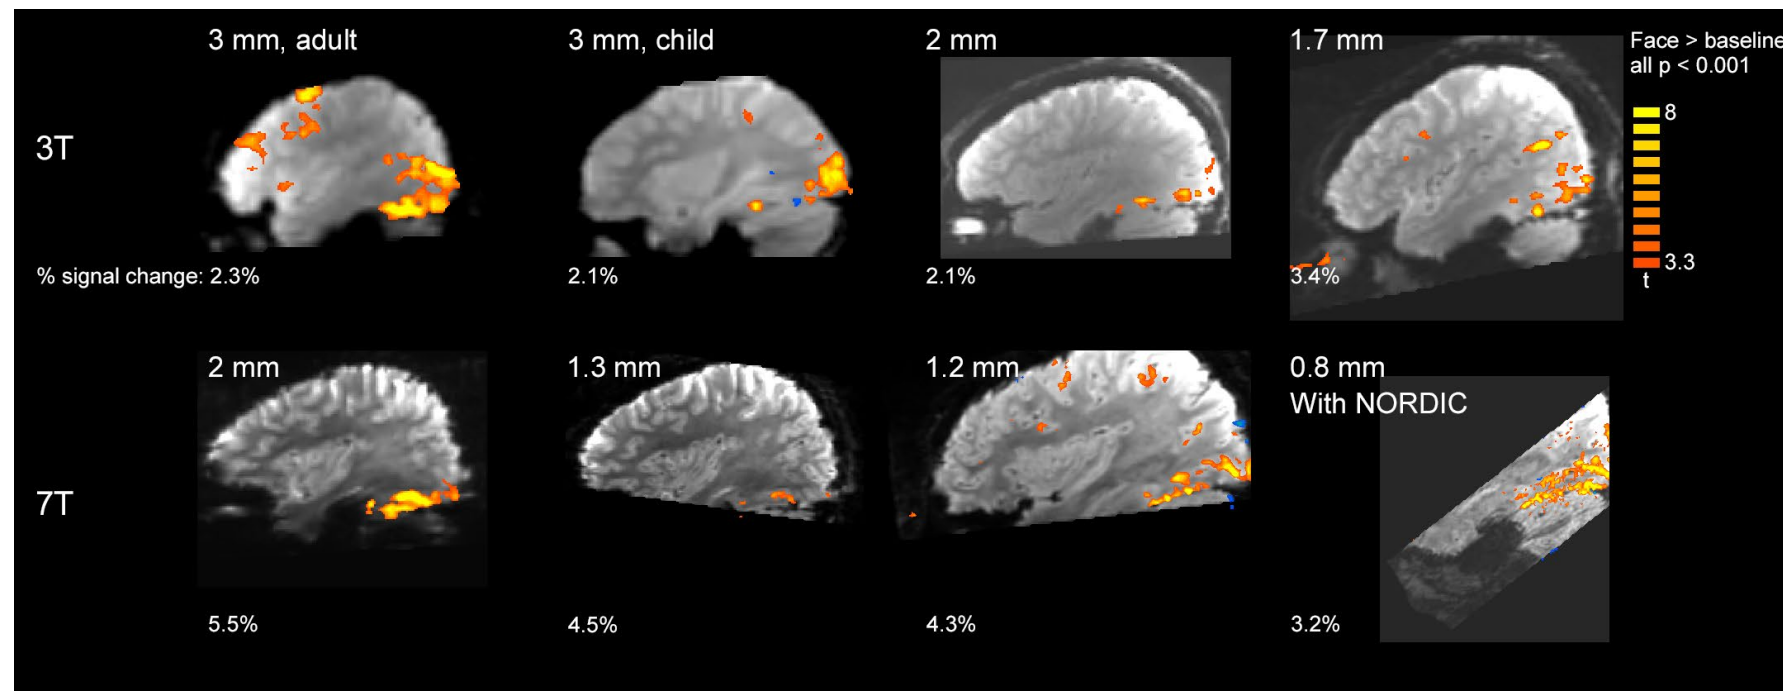 3 mm, adult
3 mm, child
2 mm
1.7 mm
Face > baseline
all p < 0.001
8
3T
3.3
t
% signal change: 2.3%
2.1%
2.1%
3.4%
2 mm
1.3 mm
1.2 mm
0.8 mm
With NORDIC
7T
5.5%
4.5%
4.3%
3.2%